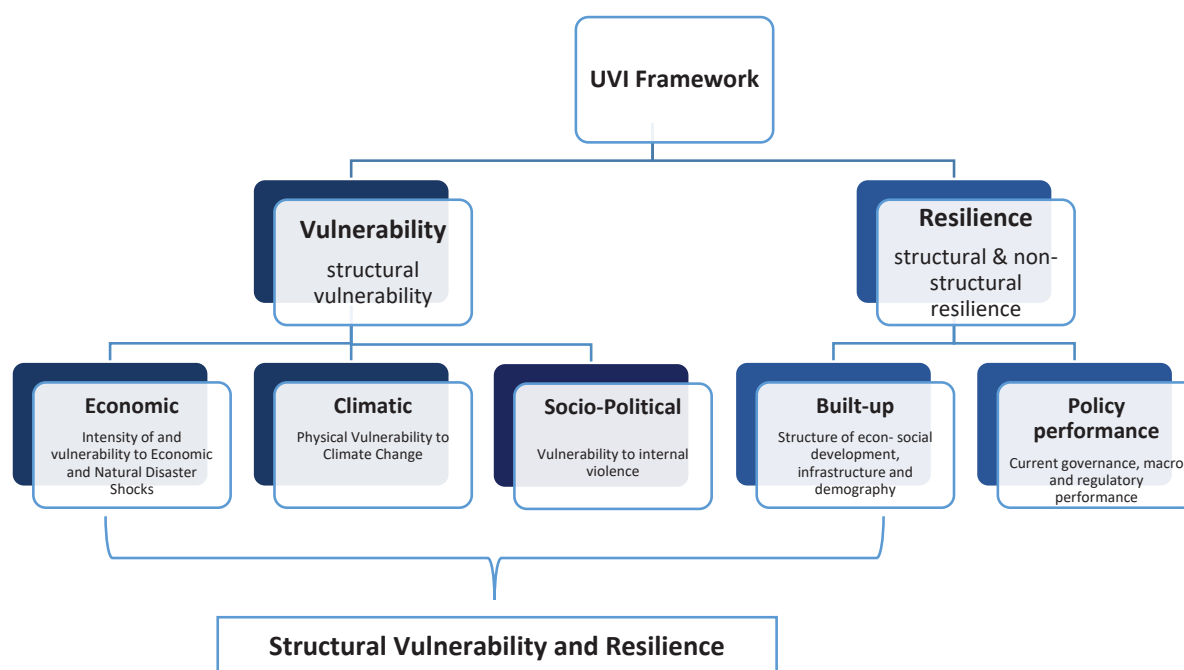 UVI Framework
Vulnerability
structural
vulnerability
Resilience
structural & non-
structural
resilience
Economic
Intensity of and
vulnerability to Economic
and Natural Disaster
Shocks
Climatic
Physical Vulnerability to
Climate Change
Socio-Political
Vulnerability to internal
violence
Built-up
Structure of econ- social
development,
infrastructure and
demography
Policy
performance
Current governance, macro
and regulatory
performance
Structural Vulnerability and Resilience